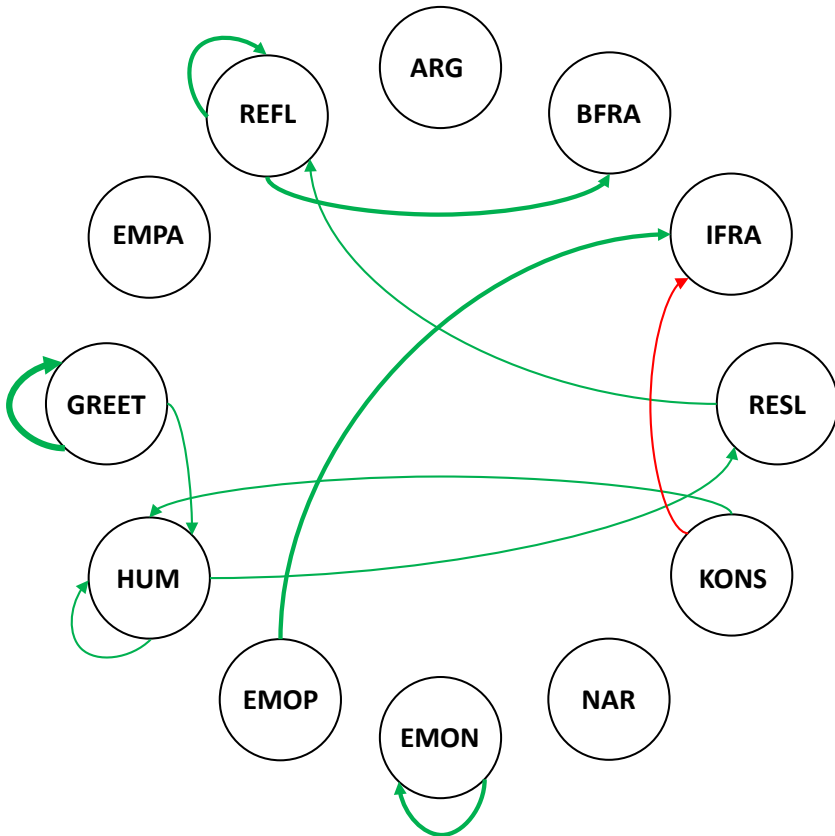 ARG
REFL
BFRA
EMPA
IFRA
GREET
RESL
HUM
KONS
EMOP
NAR
EMON